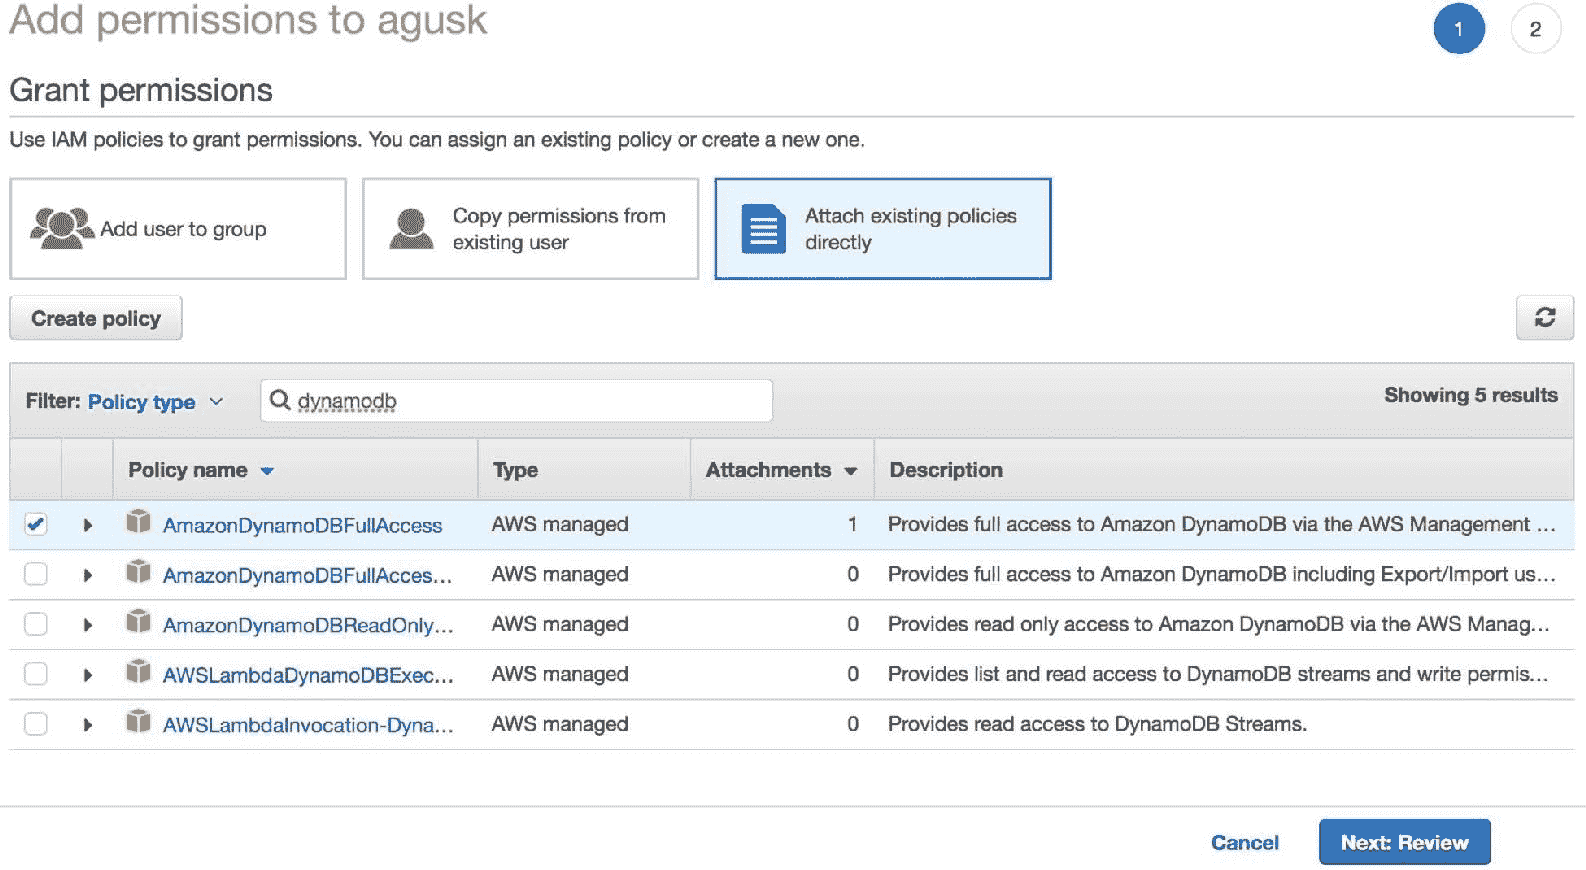 Add permissions to agusk
1
2
Grant permissions
Use IAM policies to grant permissions. You can assign an existing policy or create a new one.
Add user to group
Copy permissions from
existing user
Attach existing policies
directly
Create policy
Filter: Policy type
dynamodb
Showing 5 results
Policy name Type Attachments Description
AmazonDynamoDBFullAccess AWS managed 1 Provides full access to Amazon DynamoDB via the AWS Management ...
AmazonDynamoDBFullAcces... AWS managed 0 Provides full access to Amazon DynamoDB including Export/Import us...
AmazonDynamoDBReadOnly... AWS managed 0 Provides read only access to Amazon DynamoDB via the AWS Manag...
AWSLambdaDynamoDBExec... AWS managed 0 Provides list and read access to DynamoDB streams and write permis...
AWSLambdaInvocation-Dyna... AWS managed 0 Provides read access to DynamoDB Streams.
Cancel
Next: Review